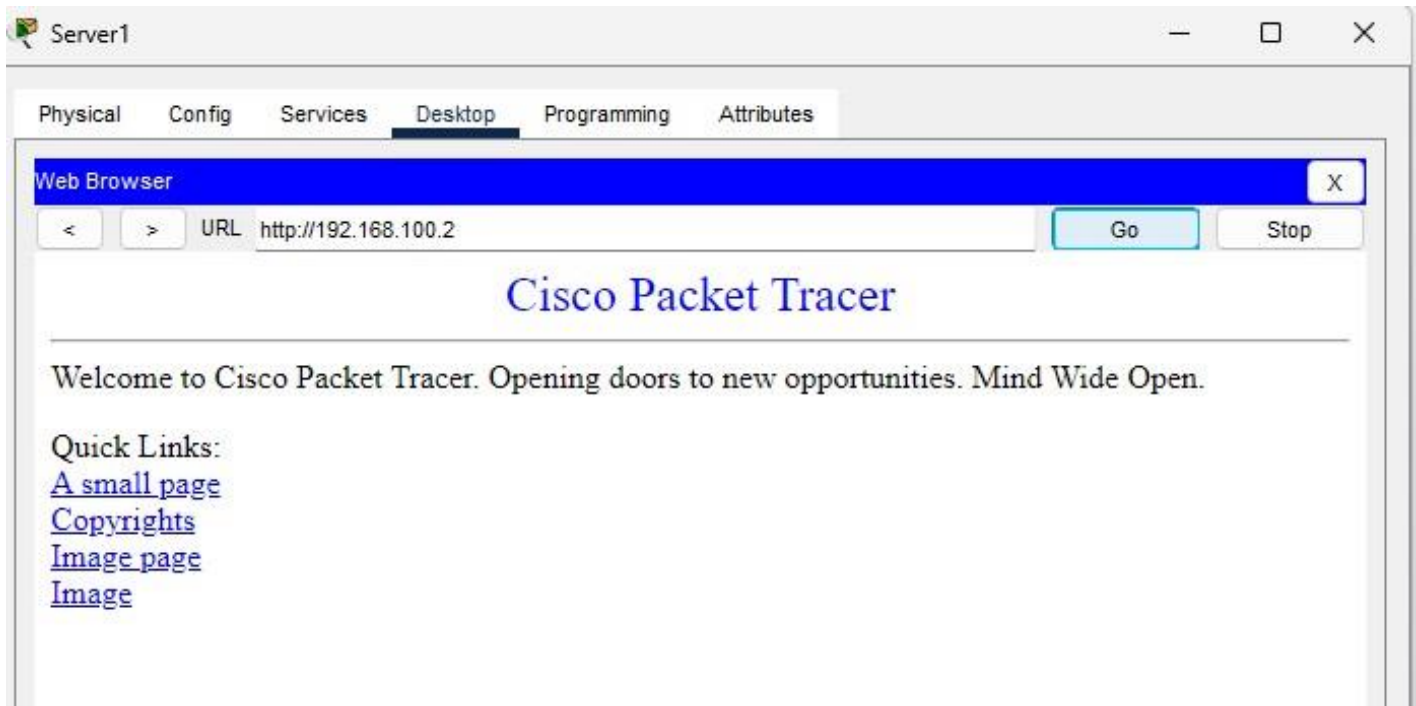 Server1
Physical Config Services Desktop Programming Attributes
Web Browser X
< > URL http://192.168.100.2 Go Stop
Cisco Packet Tracer
Welcome to Cisco Packet Tracer. Opening doors to new opportunities. Mind Wide Open.
Quick Links:
A small page
Copyrights
Image page
Image